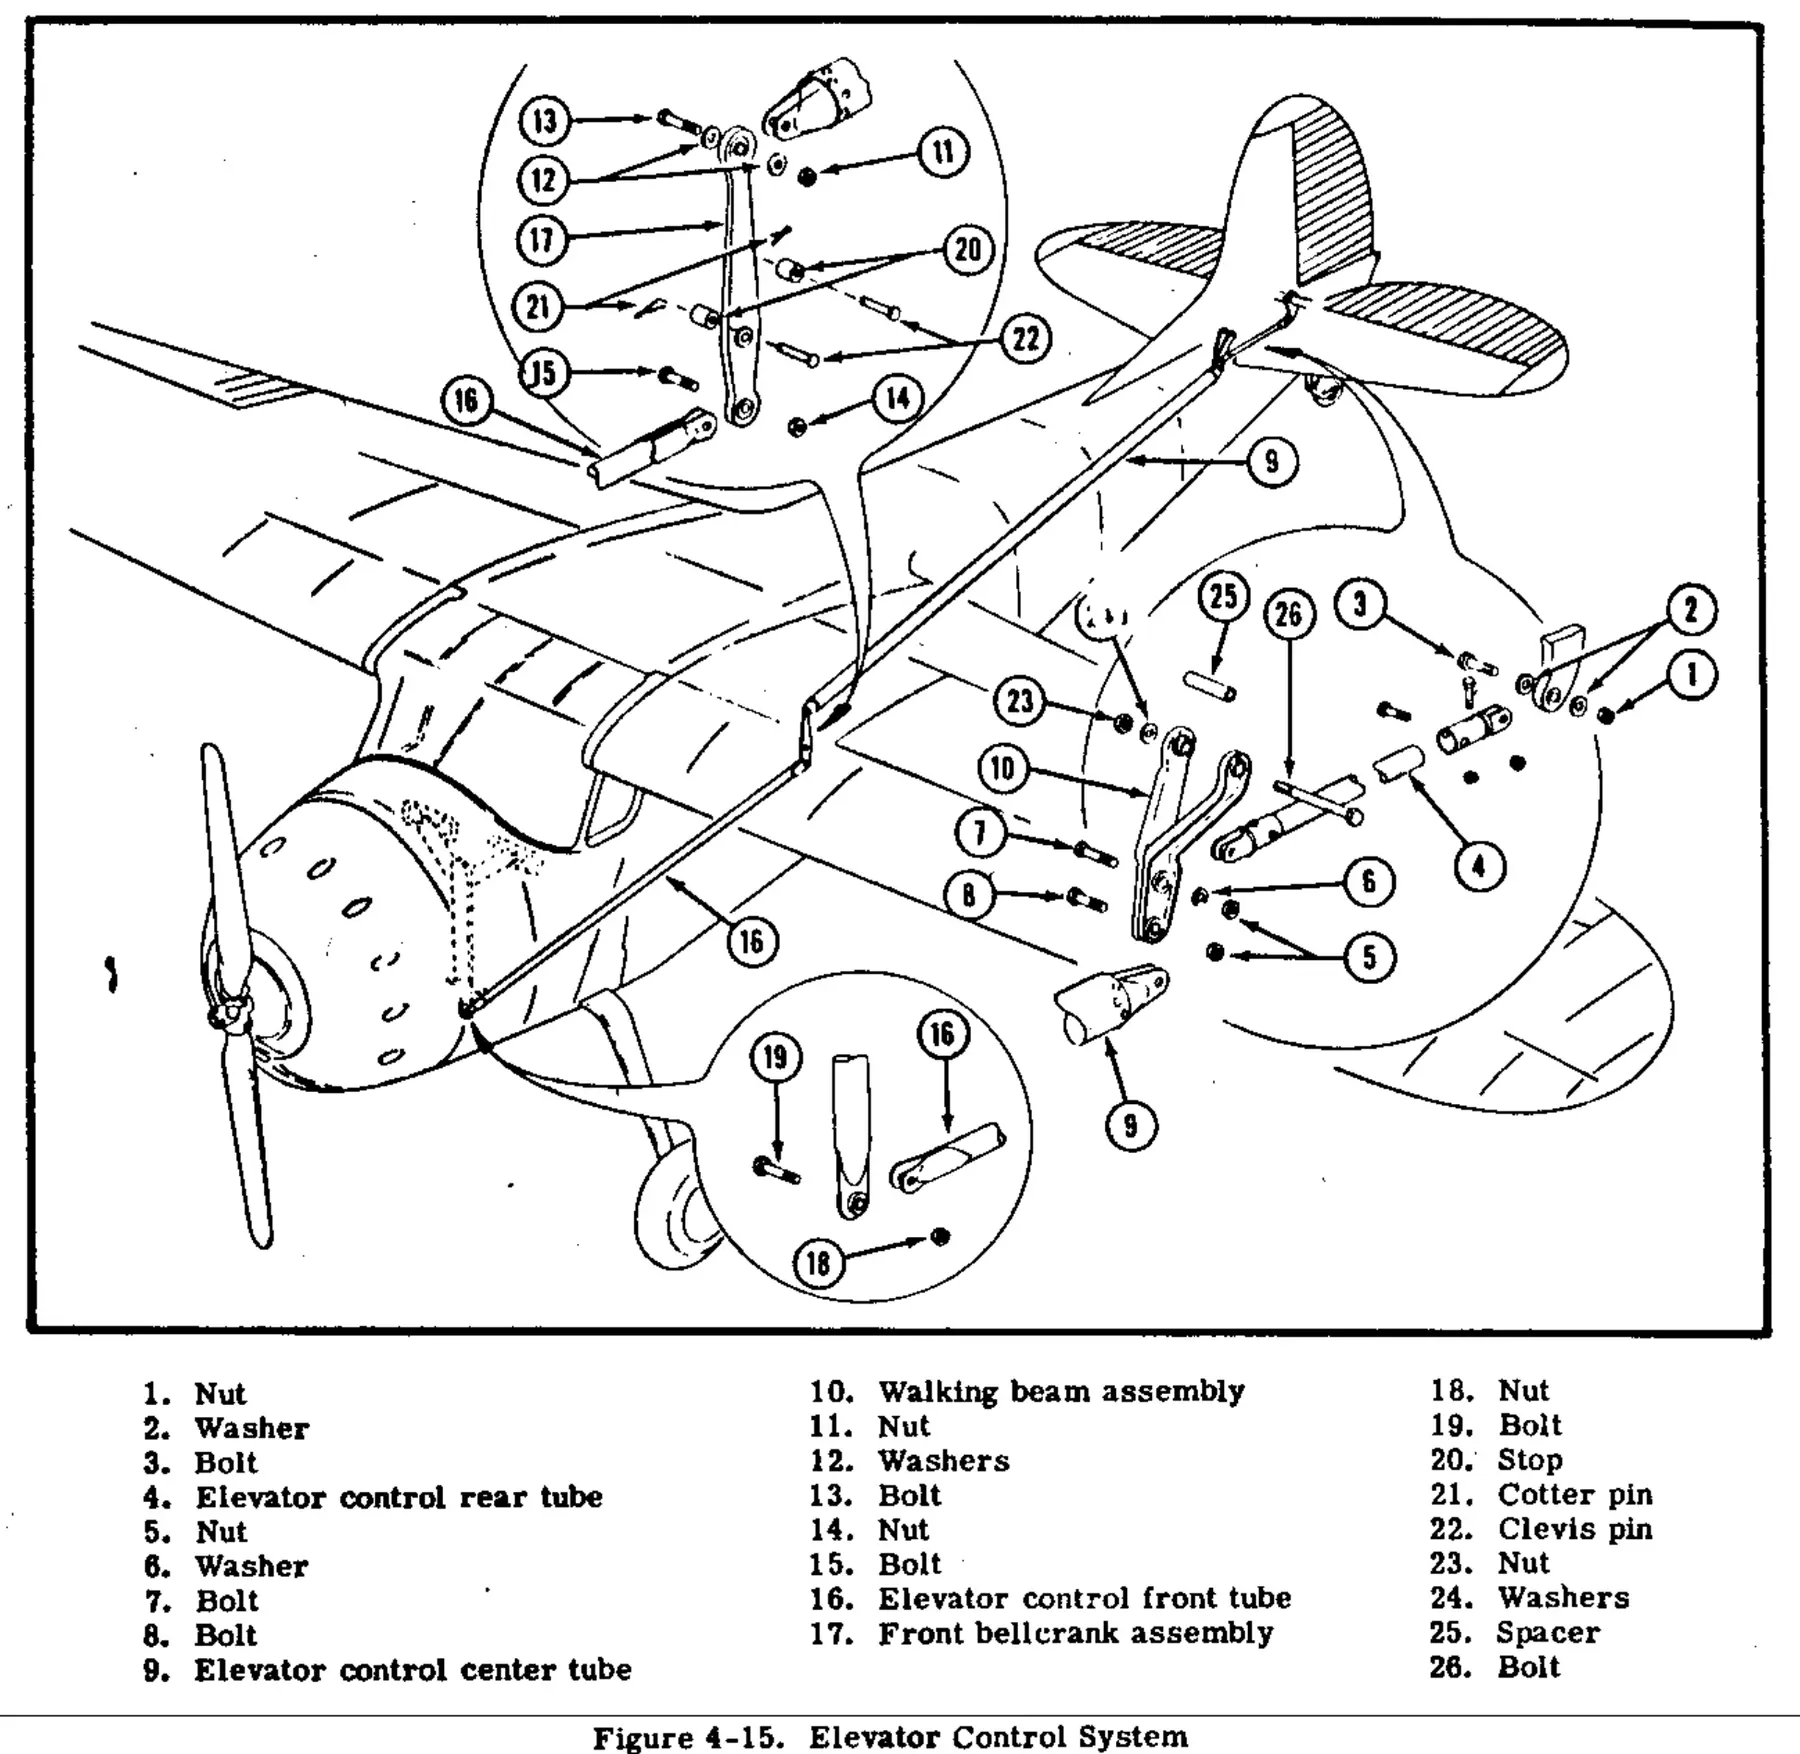 13
12
11
17
20
21
22
15
16
14
9
25
26
3
2
1
23
10
7
8
6
4
5
16
19
16
9
18
1. Nut
2. Washer
3. Bolt
4. Elevator control rear tube
5. Nut
6. Washer
7. Bolt
8. Bolt
9. Elevator control center tube
10. Walking beam assembly
11. Nut
12. Washers
13. Bolt
14. Nut
15. Bolt
16. Elevator control front tube
17. Front bellcrank assembly
18. Nut
19. Bolt
20. Stop
21. Cotter pin
22. Clevis pin
23. Nut
24. Washers
25. Spacer
26. Bolt
Figure 4-15. Elevator Control System